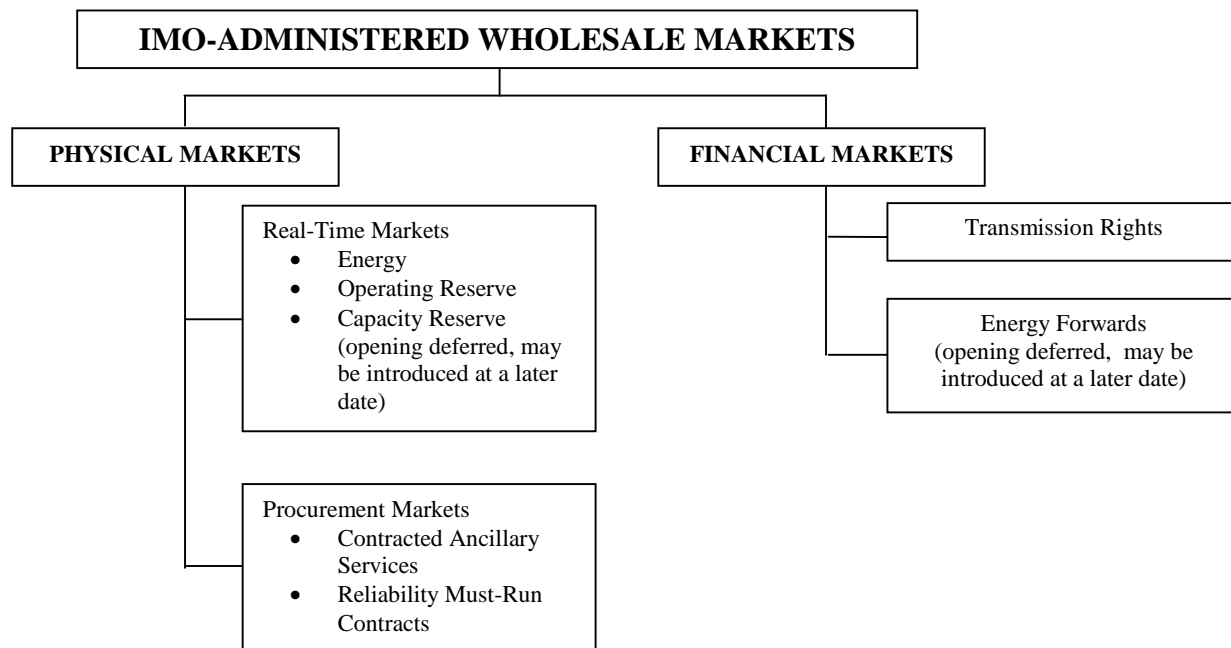 IMO-ADMINISTERED WHOLESALE MARKETS
PHYSICAL MARKETS
FINANCIAL MARKETS
Real-Time Markets
• Energy
• Operating Reserve
• Capacity Reserve
(opening deferred, may
be introduced at a later
date)
Transmission Rights
Energy Forwards
(opening deferred, may be
introduced at a later date)
Procurement Markets
• Contracted Ancillary
Services
• Reliability Must-Run
Contracts